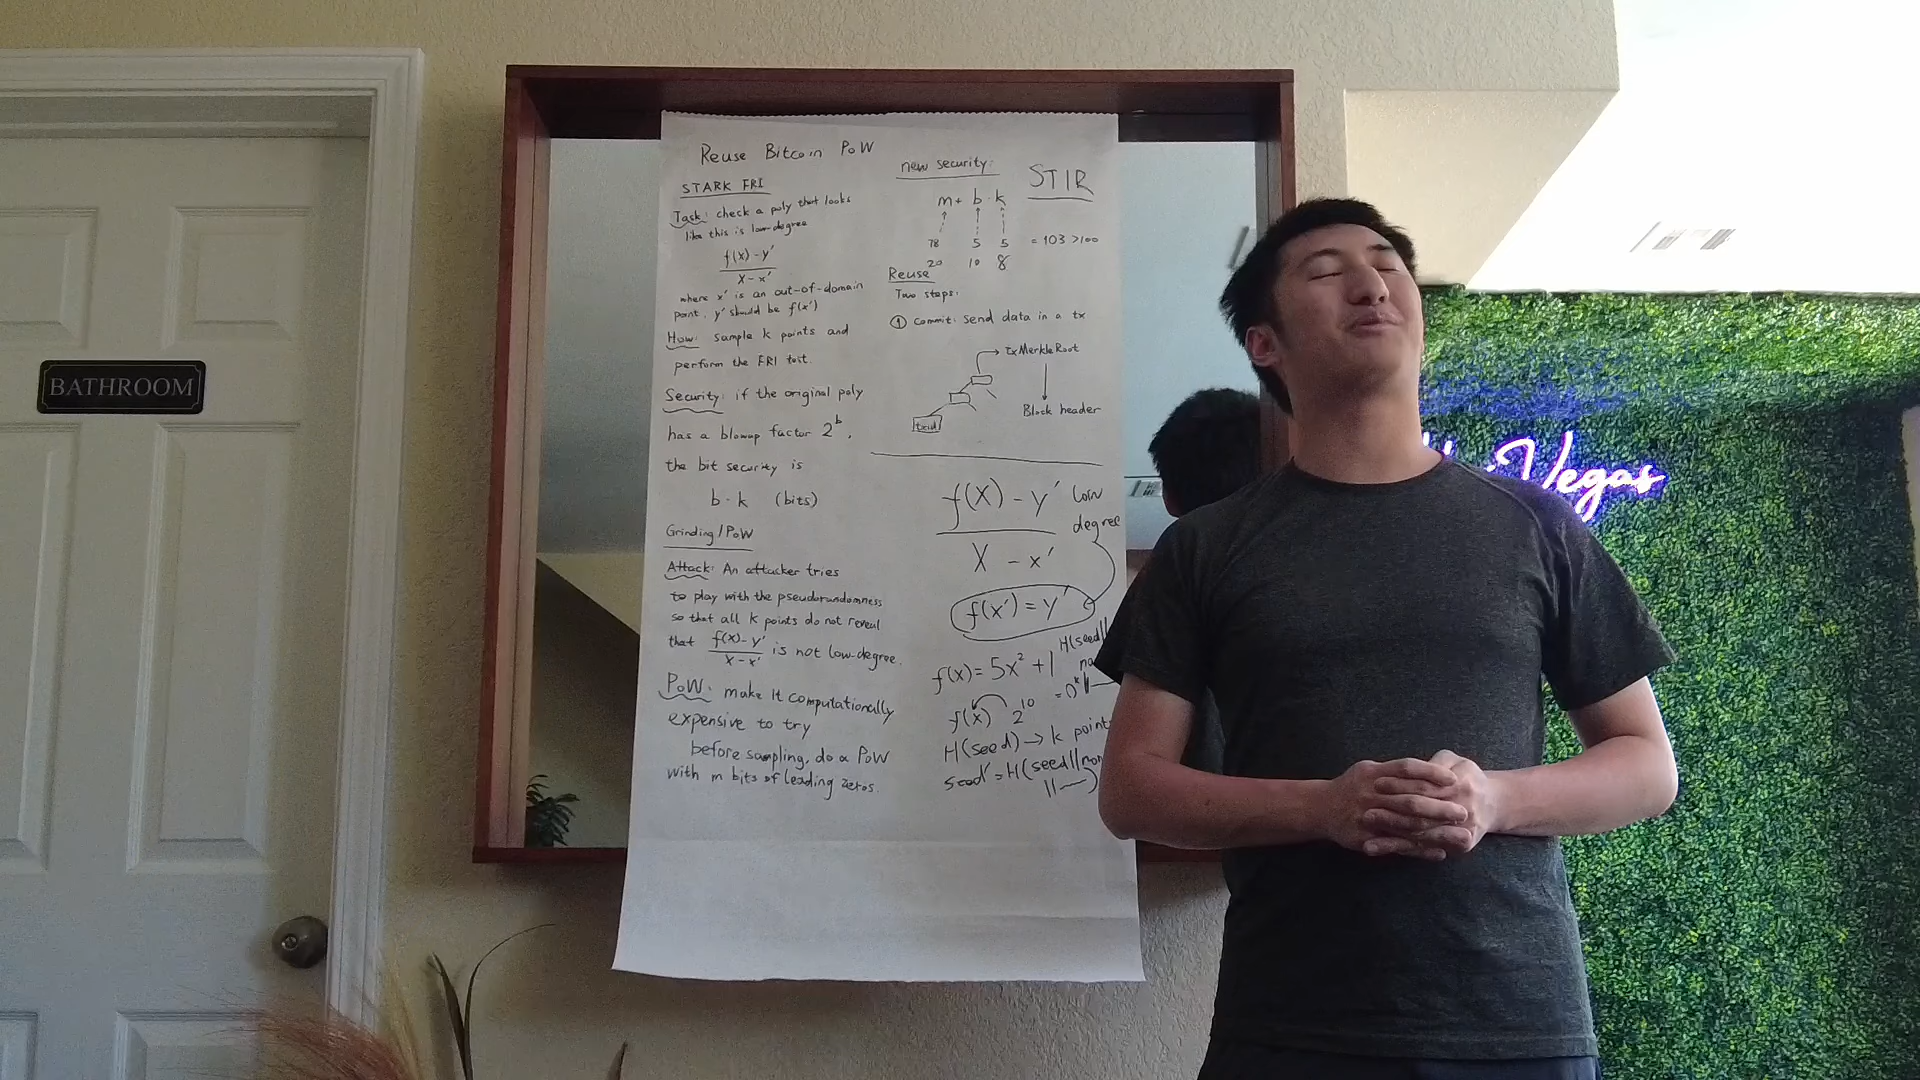 BATHROOM
Reuse Bitcoin PoW
STARK FRI
Task: check a poly that looks
like this is low-degree
f(x) - y'
x - x'
where x' is an out-of-domain
point, y' should be f(x')
How: sample k points and
perform the FRI test.
Security: if the original poly
has a blowup factor 2^b,
the bit security is
b · k (bits)
Grinding/PoW
Attack: An attacker tries
to play with the pseudorandomness
so that all k points do not reveal
that f(x)-y' / x-x' is not low-degree.
PoW: make it computationally
expensive to try
before sampling, do a PoW
with m bits of leading zeros.
new security:
STIR
m + b · k
78 5 5 = 103 >100
20 10 8
Reuse
Two steps:
① Commit: send data in a tx
txMerkleRoot
Block header
txid
f(X) - y'
X - x'
low
degree
f(x') = y'
f(x) = 5x² + 1
H(seed||
f(x) 2^10
H(seed) → k point
seed' = H(seed||non
||—)
Vegas